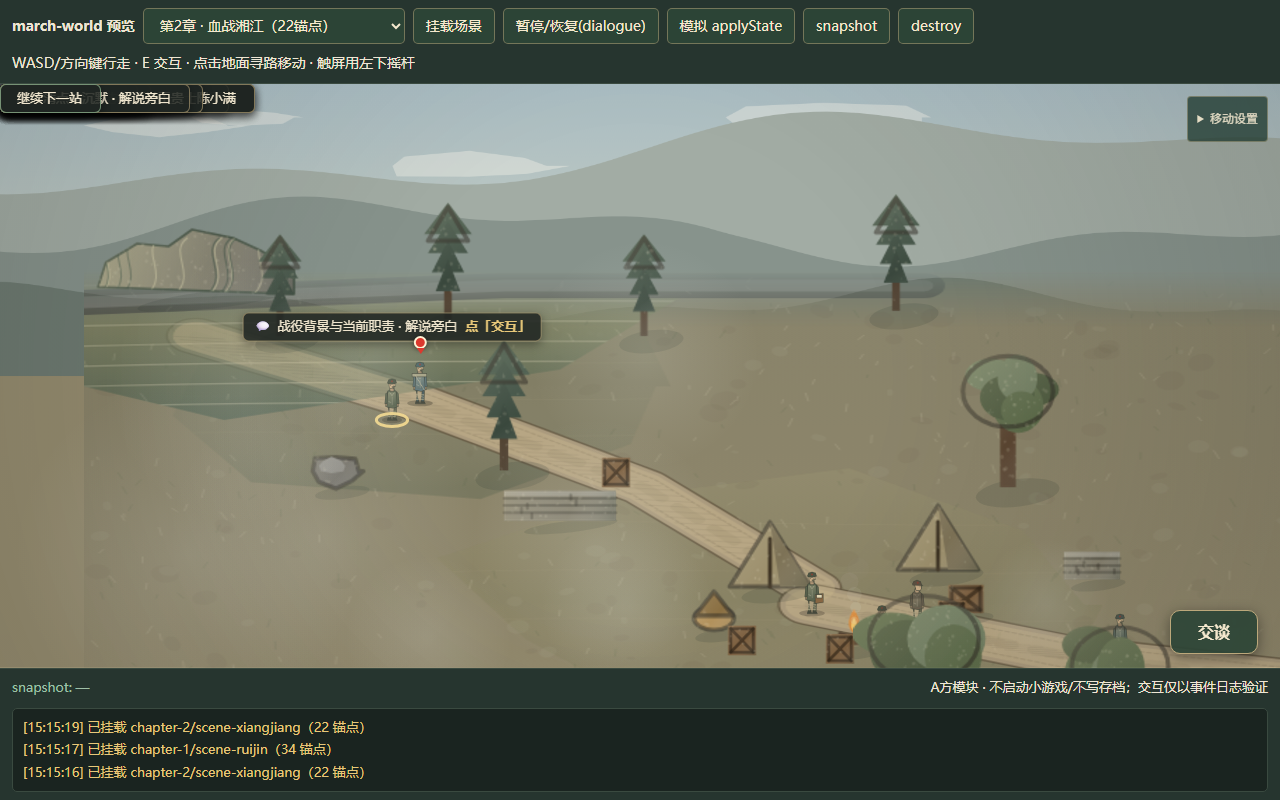 march-world 预览
第2章 · 血战湘江（22锚点）
挂载场景
暂停/恢复(dialogue)
模拟 applyState
snapshot
destroy
WASD/方向键行走 · E 交互 · 点击地面寻路移动 · 触屏用左下摇杆
继续下一站
· 解说旁白
陈小满
▸ 移动设置
战役背景与当前职责 · 解说旁白 点「交互」
交谈
snapshot: —
A方模块 · 不启动小游戏/不写存档；交互仅以事件日志验证
[15:15:19] 已挂载 chapter-2/scene-xiangjiang（22 锚点）
[15:15:17] 已挂载 chapter-1/scene-ruijin（34 锚点）
[15:15:16] 已挂载 chapter-2/scene-xiangjiang（22 锚点）